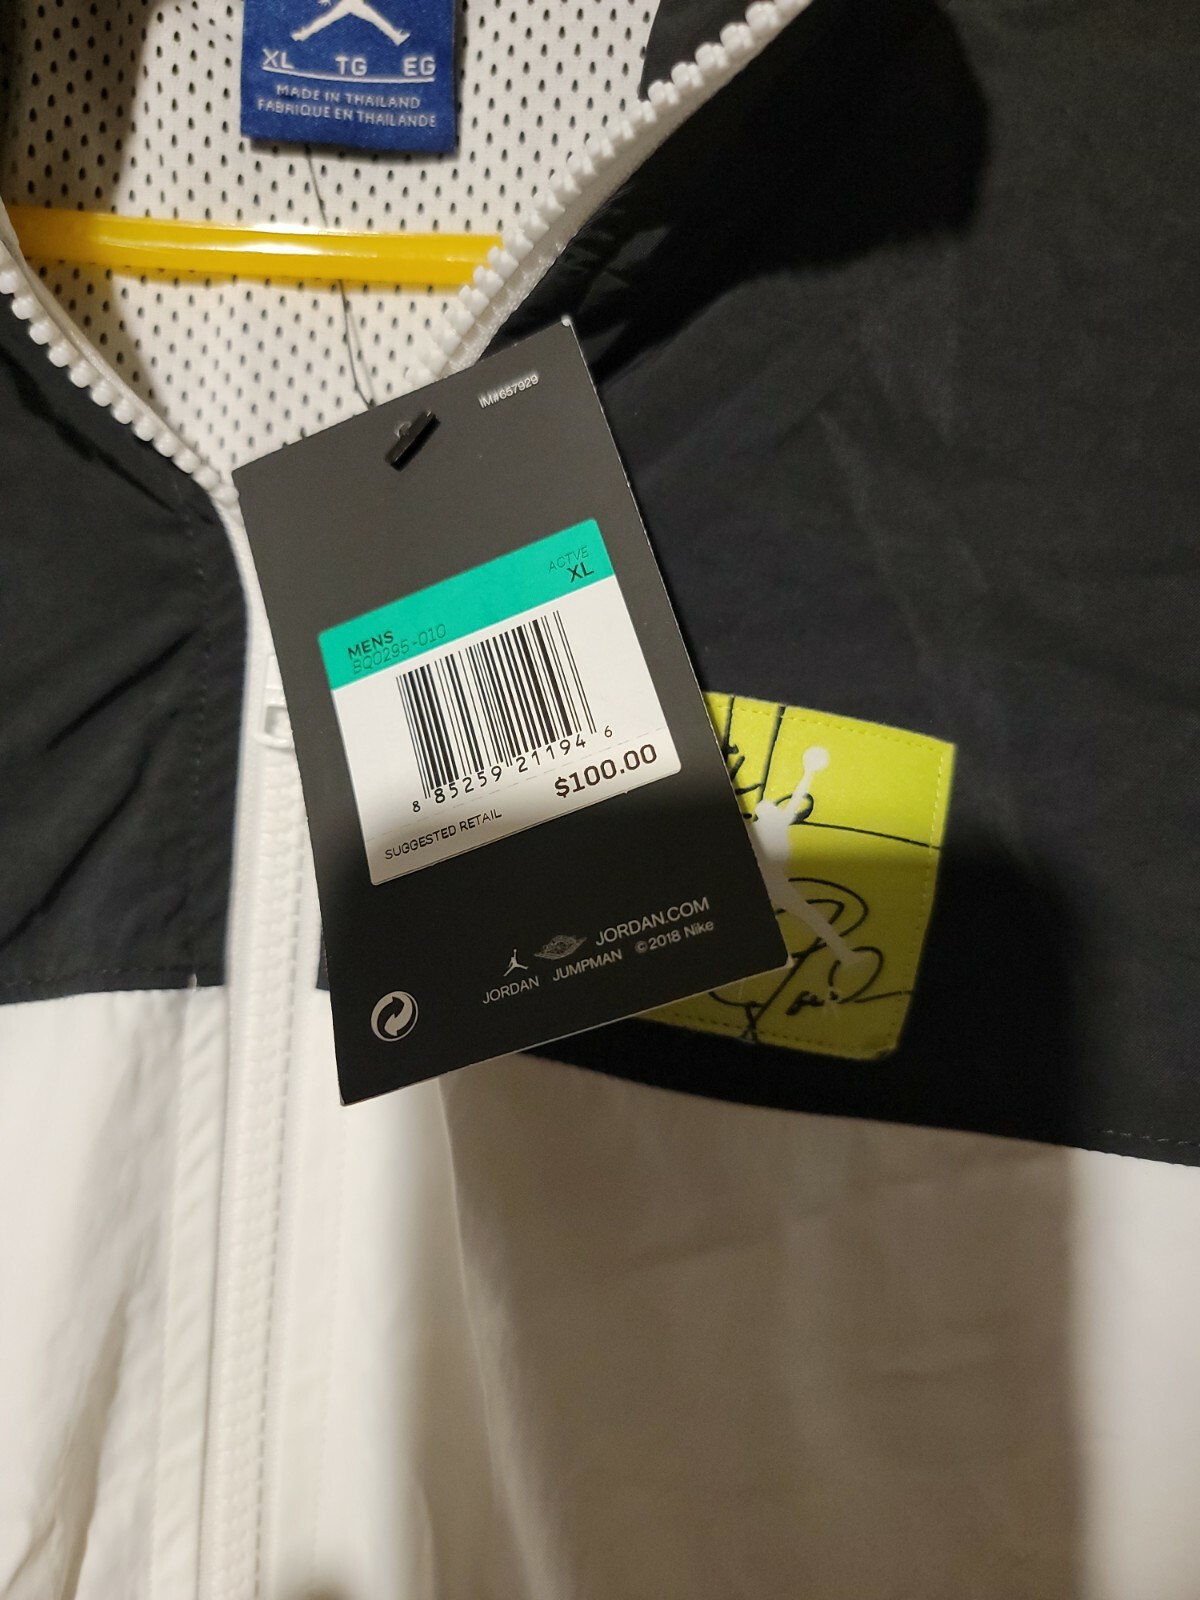 XL TG EG
MADE IN THAILAND
FABRIQUE EN THAILANDE
IM#657929
ACTVE
XL
MENS
BQ0295-010
8 85259 21194 6
$100.00
SUGGESTED RETAIL
JORDAN.COM
JORDAN JUMPMAN ©2018 Nike